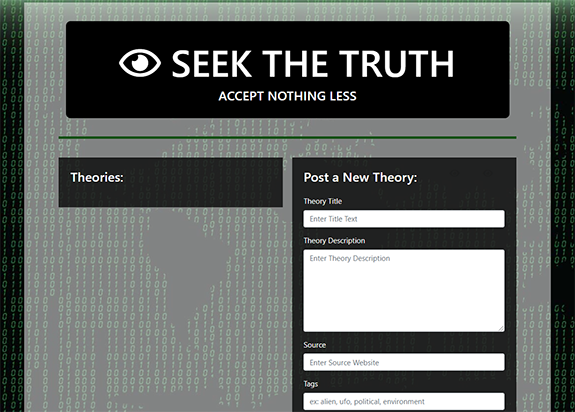 SEEK THE TRUTH
ACCEPT NOTHING LESS
Theories:
Post a New Theory:
Theory Title
Enter Title Text
Theory Description
Enter Theory Description
Source
Enter Source Website
Tags
ex: alien, ufo, political, environment